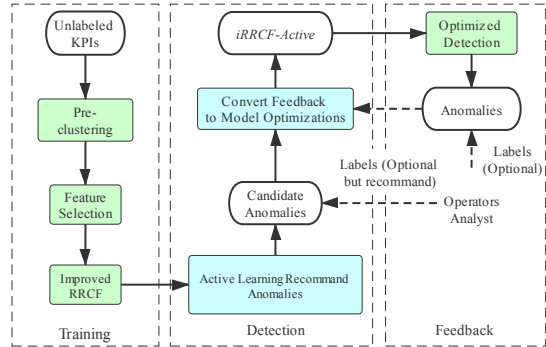 Unlabeled
KPIs
Pre-
clustering
Feature
Selection
Improved
RRCF
Training
iRRCF-Active
Convert Feedback
to Model Optimizations
Labels (Optional
but recommand)
Candidate
Anomalies
Active Learning Recommand
Anomalies
Detection
Optimized
Detection
Anomalies
Labels
(Optional)
Operators
Analyst
Feedback